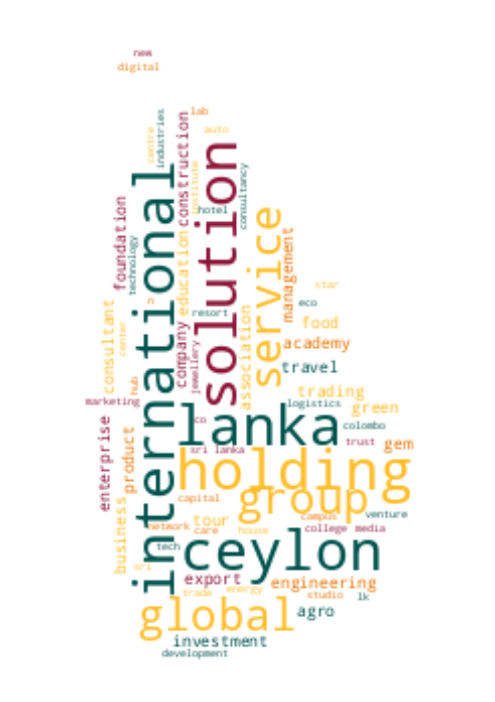 new
digital
lab
industries
centre
auto
construction
institute
consultancy
solution
international
hotel
foundation
technology
education
service
management
n
star
eco
resort
food
consultant
center
company
association
academy
jewellery
travel
hub
trading
marketing
logistics
green
lanka
co
colombo
enterprise
product
sri lanka
trust
gem
holding
group
capital
business
network
tour
care
house
campus
venture
college
media
tech
ceylon
sri
export
engineering
trade
energy
studio
lk
global
agro
investment
development